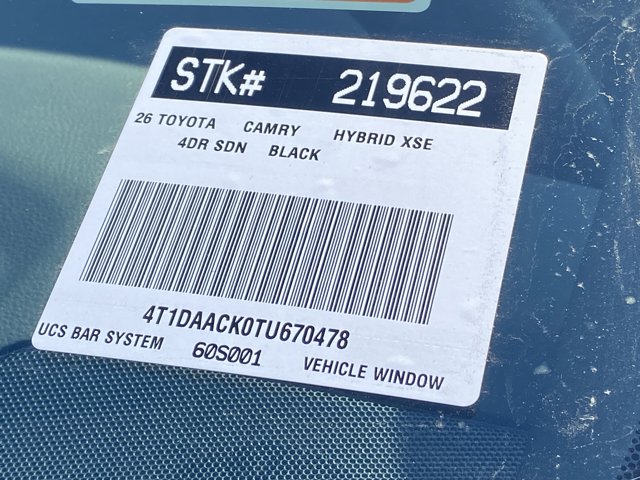 STK# 219622
26 TOYOTA CAMRY HYBRID XSE
4DR SDN BLACK
4T1DAACK0TU670478
UCS BAR SYSTEM 60S001 VEHICLE WINDOW